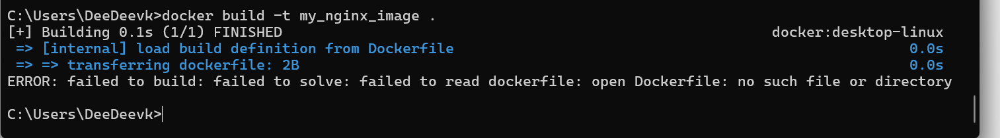 C:\Users\DeeDeevk>docker build -t my_nginx_image .
[+] Building 0.1s (1/1) FINISHED docker:desktop-linux
=> [internal] load build definition from Dockerfile 0.0s
=> => transferring dockerfile: 2B 0.0s
ERROR: failed to build: failed to solve: failed to read dockerfile: open Dockerfile: no such file or directory
C:\Users\DeeDeevk>